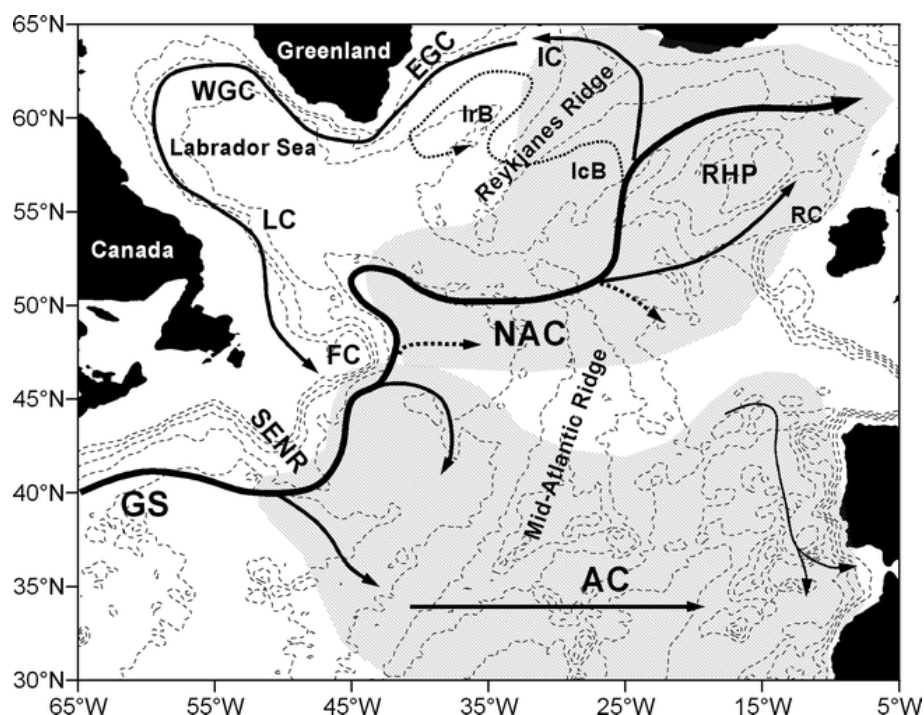 65°N
Greenland
EGC
IC
WGC
60°N
IrB
Reykjanes Ridge
Labrador Sea
IcB
RHP
55°N
LC
RC
Canada
50°N
NAC
FC
45°N
SENR
Mid-Atlantic Ridge
40°N
GS
AC
35°N
30°N
65°W 55°W 45°W 35°W 25°W 15°W 5°W